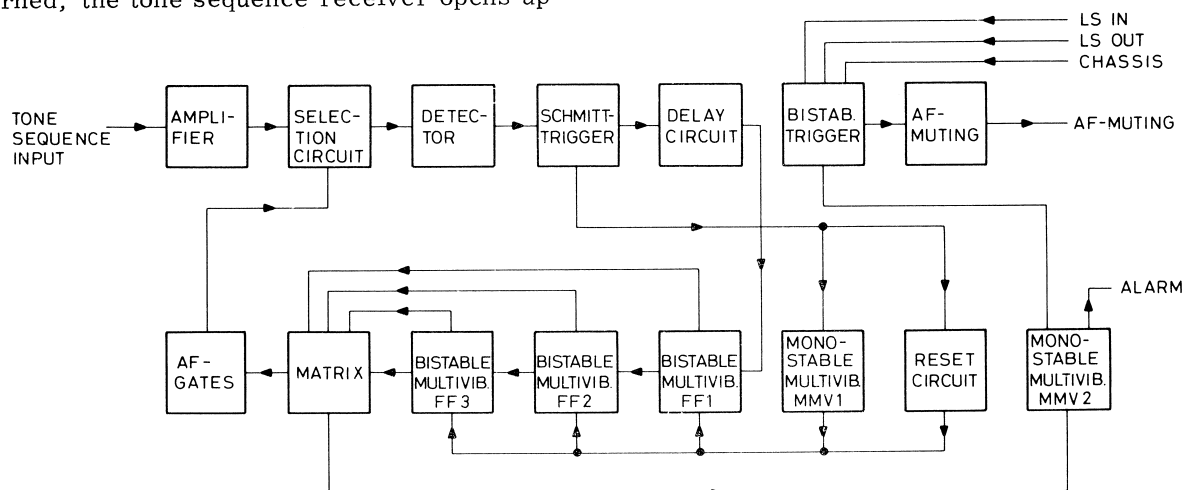 rned, the tone sequence receiver opens up
LS IN
LS OUT
CHASSIS
TONE
SEQUENCE
INPUT
AMPLI-
FIER
SELEC-
TION
CIRCUIT
DETEC-
TOR
SCHMITT-
TRIGGER
DELAY
CIRCUIT
BISTAB.
TRIGGER
AF-
MUTING
AF-MUTING
ALARM
AF-
GATES
MATRIX
BISTABLE
MULTIVIB.
FF3
BISTABLE
MULTIVIB.
FF2
BISTABLE
MULTIVIB.
FF1
MONO-
STABLE
MULTIVIB.
MMV1
RESET
CIRCUIT
MONO-
STABLE
MULTIVIB.
MMV2